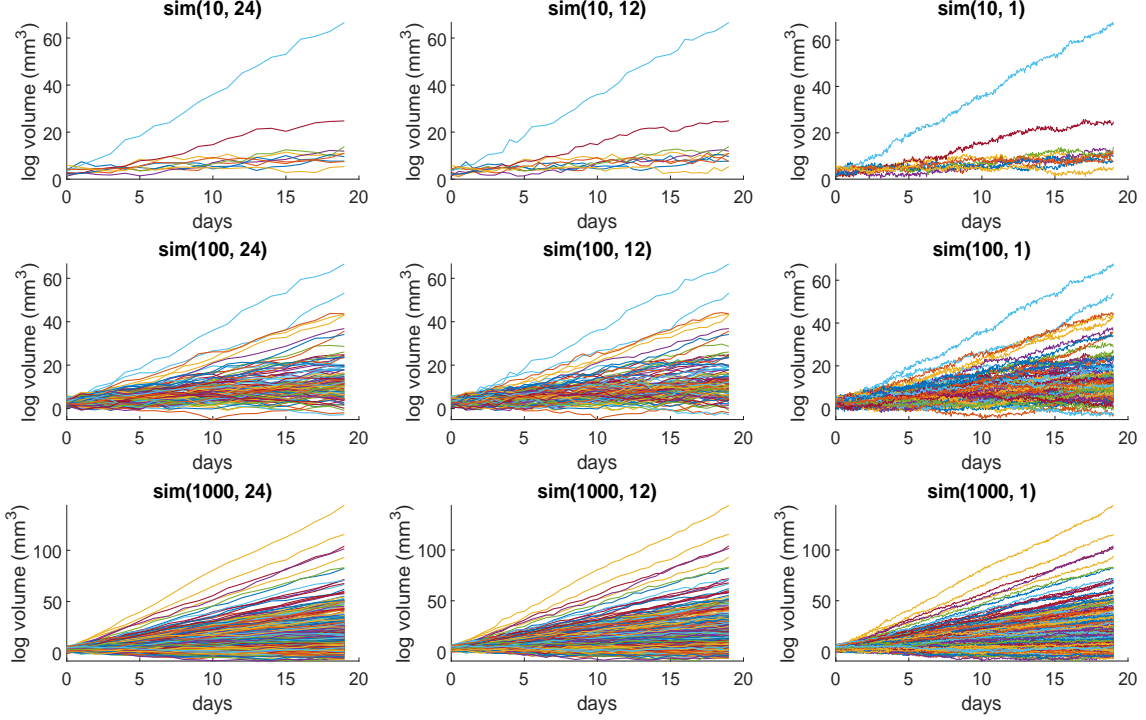 sim(10, 24)
log volume (mm³)
60
40
20
0
0 5 10 15 20
days
sim(10, 12)
log volume (mm³)
60
40
20
0
0 5 10 15 20
days
sim(10, 1)
log volume (mm³)
60
40
20
0
0 5 10 15 20
days
sim(100, 24)
log volume (mm³)
60
40
20
0
0 5 10 15 20
days
sim(100, 12)
log volume (mm³)
60
40
20
0
0 5 10 15 20
days
sim(100, 1)
log volume (mm³)
60
40
20
0
0 5 10 15 20
days
sim(1000, 24)
log volume (mm³)
100
50
0
0 5 10 15 20
days
sim(1000, 12)
log volume (mm³)
100
50
0
0 5 10 15 20
days
sim(1000, 1)
log volume (mm³)
100
50
0
0 5 10 15 20
days